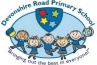 Devonshire Road Primary School
"Bringing out the best in everyone"